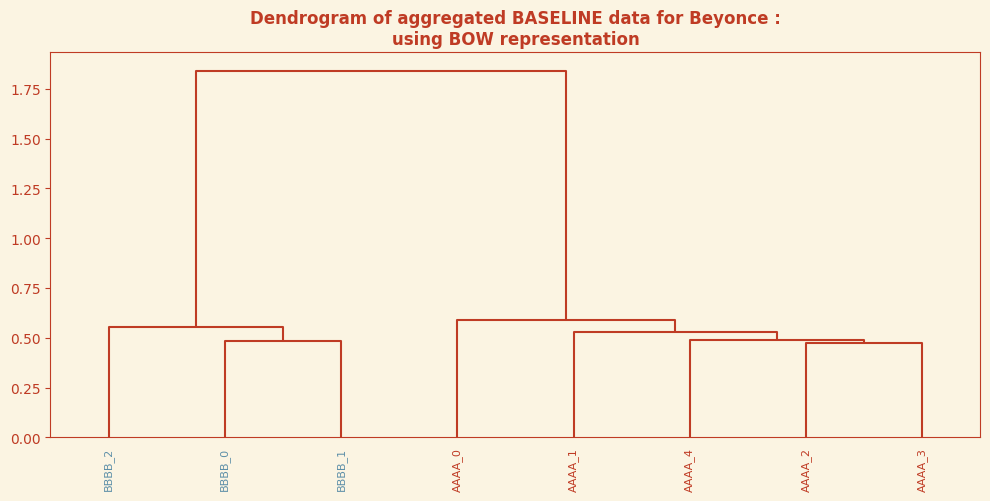 Dendrogram of aggregated BASELINE data for Beyonce :
using BOW representation
1.75
1.50
1.25
1.00
0.75
0.50
0.25
0.00
BBBB_2
BBBB_0
BBBB_1
AAAA_0
AAAA_1
AAAA_4
AAAA_2
AAAA_3